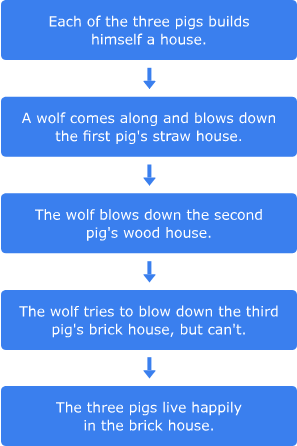 Each of the three pigs builds
himself a house.
A wolf comes along and blows down
the first pig's straw house.
The wolf blows down the second
pig's wood house.
The wolf tries to blow down the third
pig's brick house, but can't.
The three pigs live happily
in the brick house.